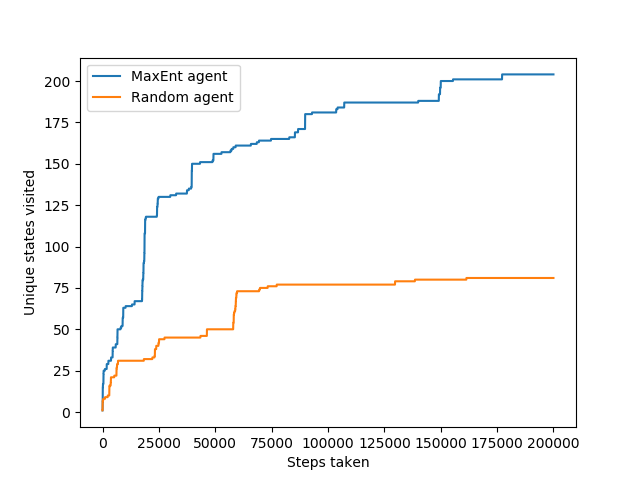 MaxEnt agent
Random agent
200
175
150
125
100
75
50
25
0
Unique states visited
0 25000 50000 75000 100000 125000 150000 175000 200000
Steps taken